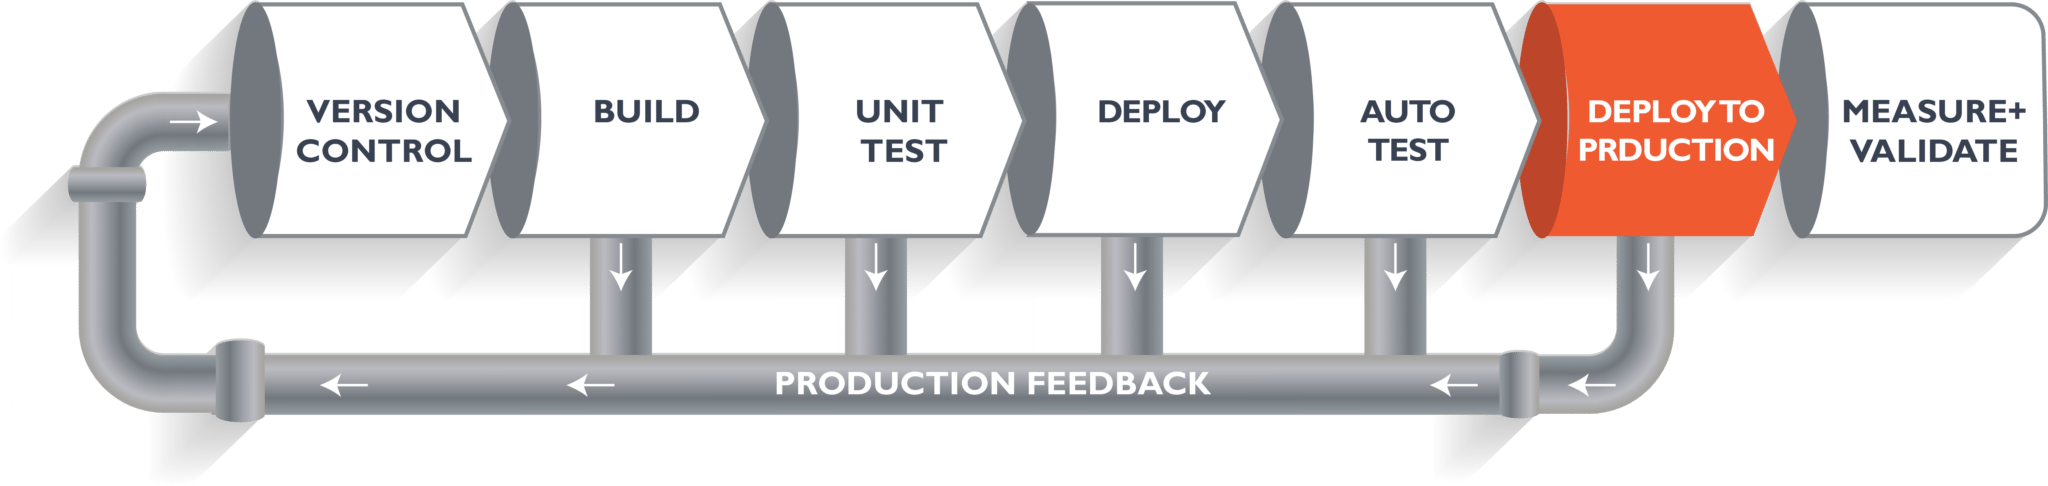 VERSION
CONTROL
BUILD
UNIT
TEST
DEPLOY
AUTO
TEST
DEPLOY TO
PRDUCTION
MEASURE+
VALIDATE
PRODUCTION FEEDBACK